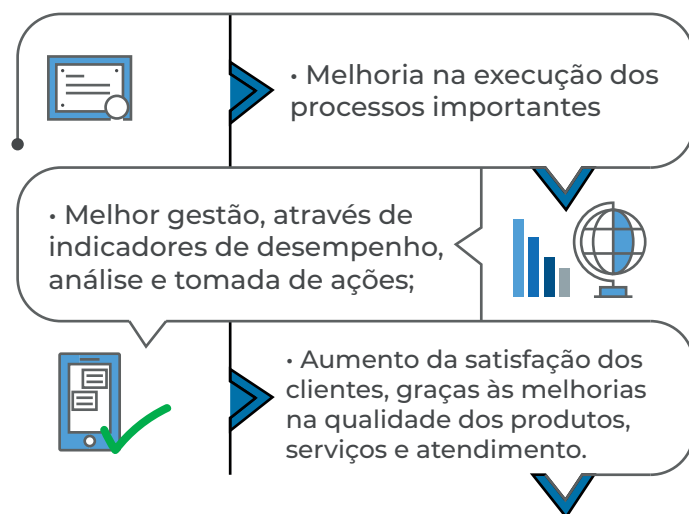 • Melhoria na execução dos
processos importantes
• Melhor gestão, através de
indicadores de desempenho,
análise e tomada de ações;
• Aumento da satisfação dos
clientes, graças às melhorias
na qualidade dos produtos,
serviços e atendimento.